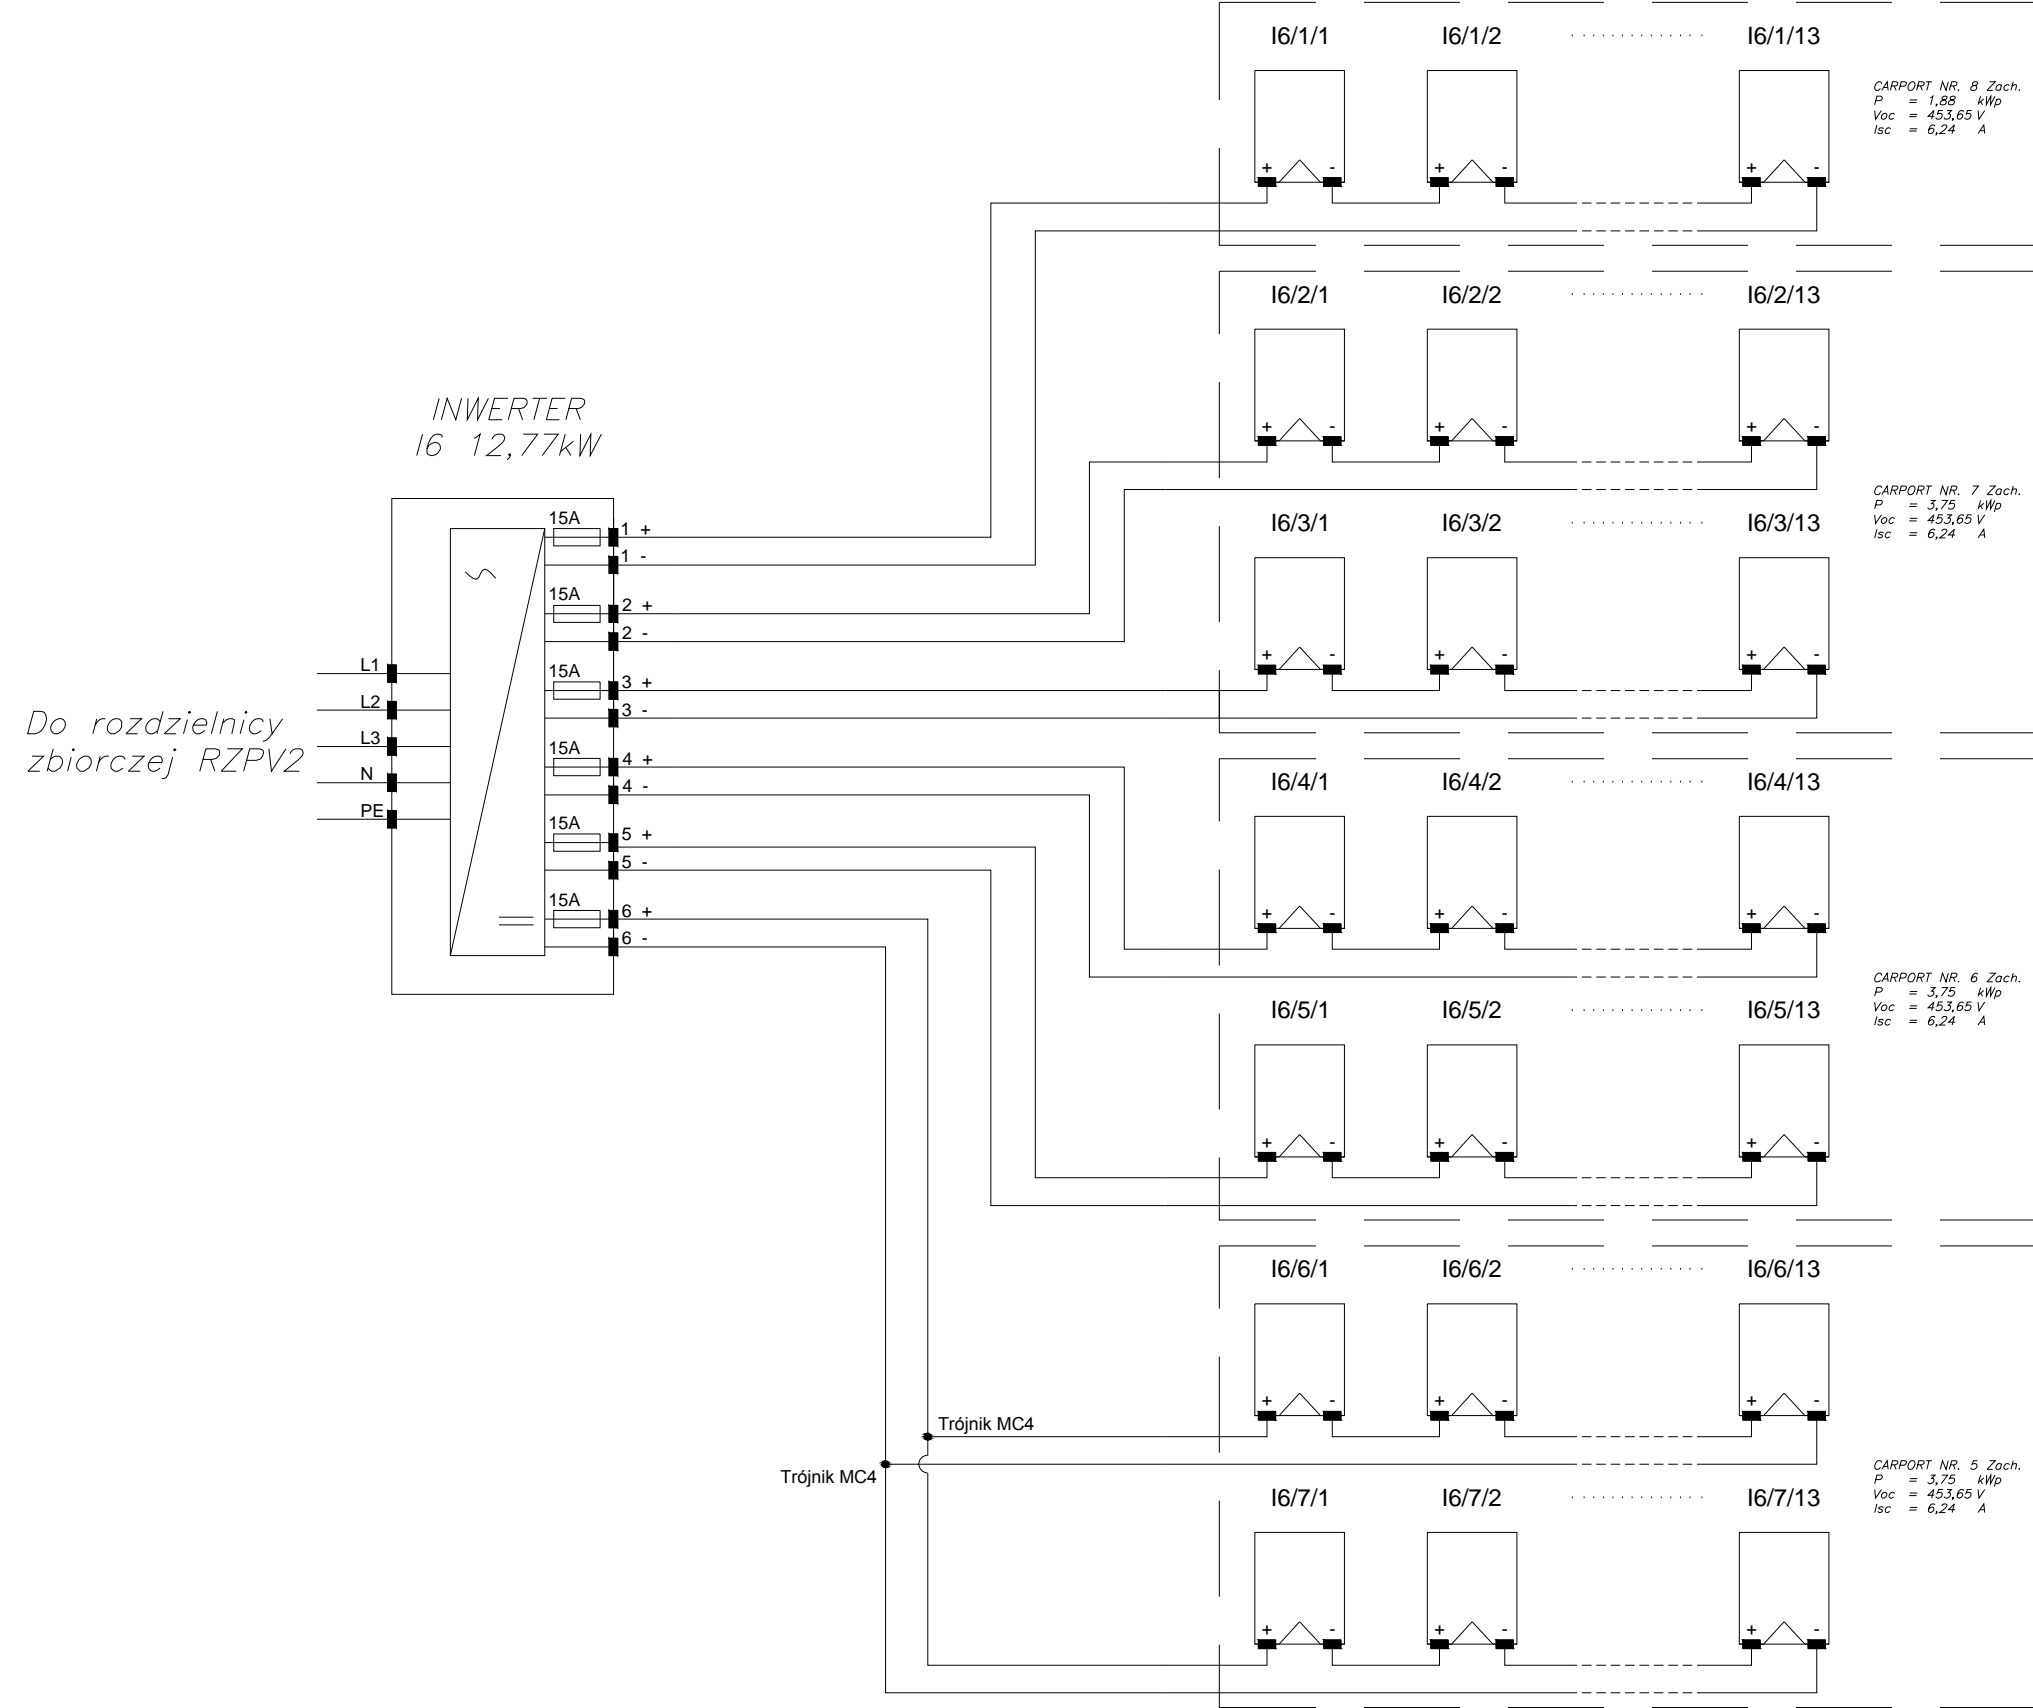 I6/1/1 I6/1/2 .............. I6/1/13
CARPORT NR. 8 Zach.
P = 1,88 kWp
Voc = 453,65 V
Isc = 6,24 A
+ - + - + -
I6/2/1 I6/2/2 .............. I6/2/13
+ - + - + -
CARPORT NR. 7 Zach.
P = 3,75 kWp
Voc = 453,65 V
Isc = 6,24 A
I6/3/1 I6/3/2 .............. I6/3/13
+ - + - + -
INWERTER
I6 12,77kW
15A 1 +
1 -
15A 2 +
2 -
15A 3 +
3 -
15A 4 +
4 -
15A 5 +
5 -
15A 6 +
6 -
L1
L2
L3
N
PE
Do rozdzielnicy
zbiorczej RZPV2
I6/4/1 I6/4/2 .............. I6/4/13
+ - + - + -
CARPORT NR. 6 Zach.
P = 3,75 kWp
Voc = 453,65 V
Isc = 6,24 A
I6/5/1 I6/5/2 .............. I6/5/13
+ - + - + -
I6/6/1 I6/6/2 .............. I6/6/13
+ - + - + -
Trójnik MC4
Trójnik MC4
CARPORT NR. 5 Zach.
P = 3,75 kWp
Voc = 453,65 V
Isc = 6,24 A
I6/7/1 I6/7/2 .............. I6/7/13
+ - + - + -